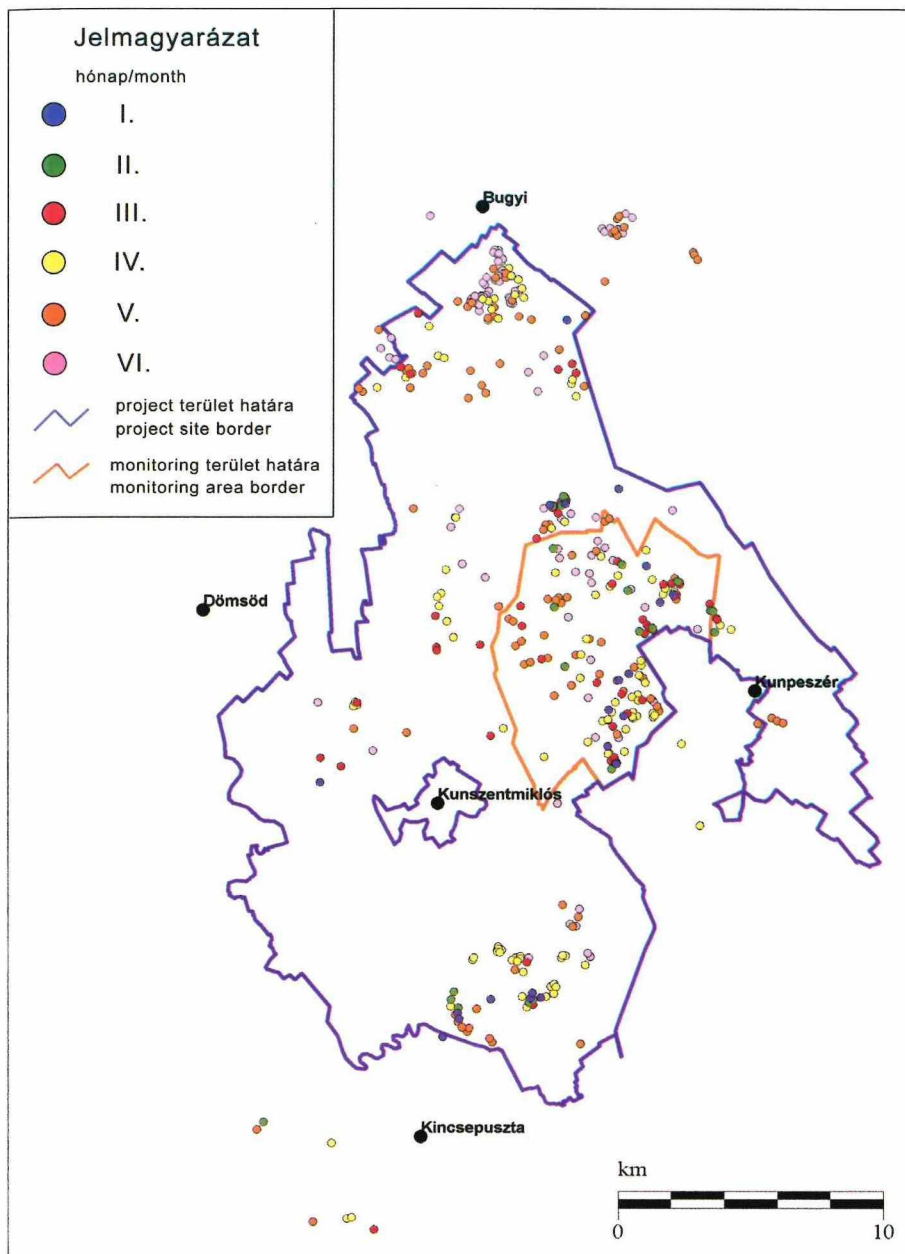 Jelmagyarázat
hónap/month
I.
II.
III.
IV.
V.
VI.
project terület határa
project site border
monitoring terület határa
monitoring area border
Bugyi
Dömsöd
Kunpeszér
Kunszentmiklós
Kincsepuszta
km
0 10